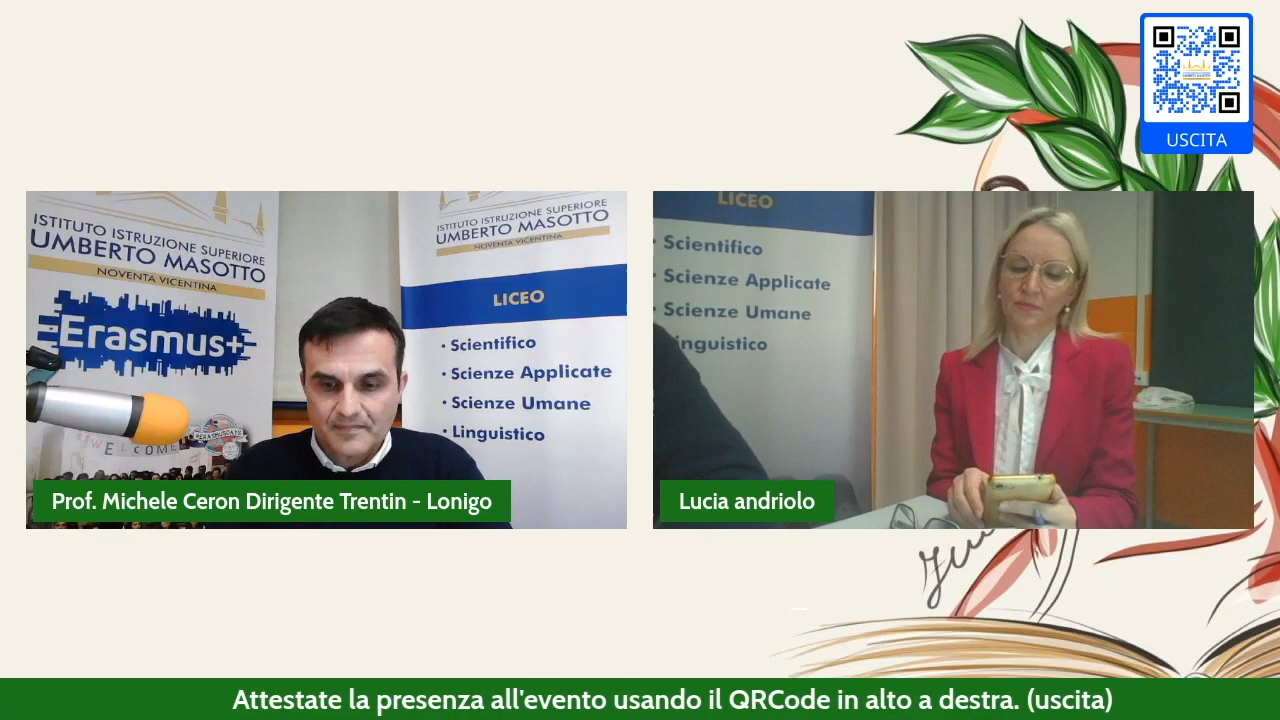 USCITA
ISTITUTO ISTRUZIONE SUPERIORE
UMBERTO MASOTTO
NOVENTA VICENTINA
Erasmus+
WELCOME
ISTITUTO ISTRUZIONE SUPERIORE
UMBERTO MASOTTO
NOVENTA VICENTINA
LICEO
· Scientifico
· Scienze Applicate
· Scienze Umane
· Linguistico
Prof. Michele Ceron Dirigente Trentin - Lonigo
LICEO
· Scientifico
· Scienze Applicate
· Scienze Umane
inguistico
Lucia andriolo
Attestate la presenza all'evento usando il QRCode in alto a destra. (uscita)